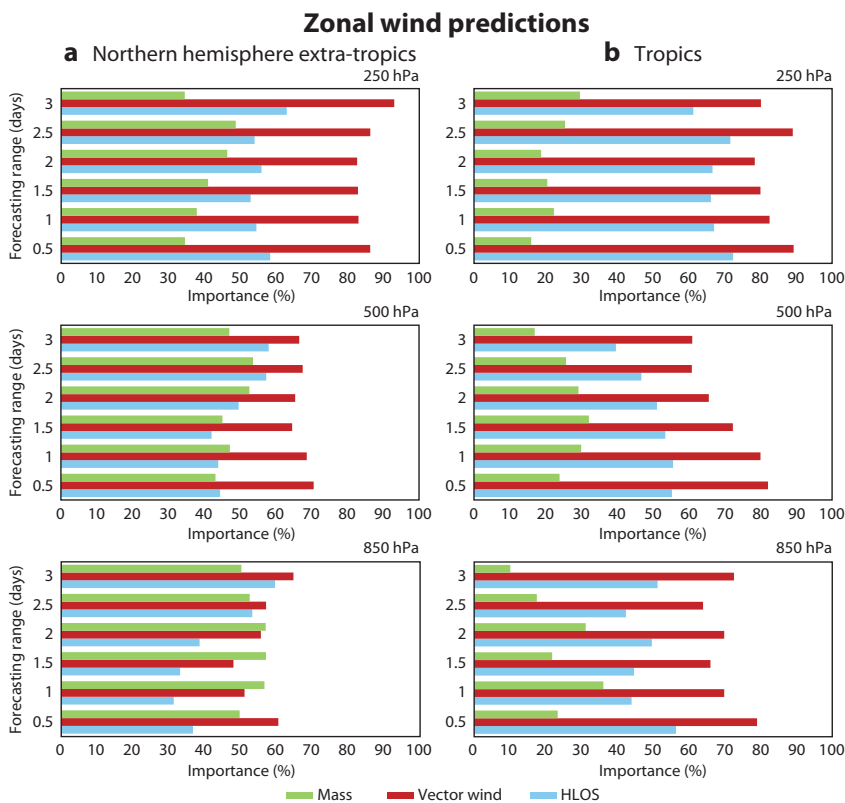 Zonal wind predictions
a Northern hemisphere extra-tropics
b Tropics
250 hPa
Forecasting range (days)
3
2.5
2
1.5
1
0.5
0 10 20 30 40 50 60 70 80 90 100
Importance (%)
250 hPa
3
2.5
2
1.5
1
0.5
0 10 20 30 40 50 60 70 80 90 100
Importance (%)
500 hPa
Forecasting range (days)
3
2.5
2
1.5
1
0.5
0 10 20 30 40 50 60 70 80 90 100
Importance (%)
500 hPa
3
2.5
2
1.5
1
0.5
0 10 20 30 40 50 60 70 80 90 100
Importance (%)
850 hPa
Forecasting range (days)
3
2.5
2
1.5
1
0.5
0 10 20 30 40 50 60 70 80 90 100
Importance (%)
850 hPa
3
2.5
2
1.5
1
0.5
0 10 20 30 40 50 60 70 80 90 100
Importance (%)
Mass Vector wind HLOS